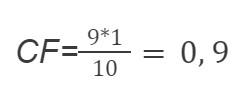 CF=9*1/10 = 0,9